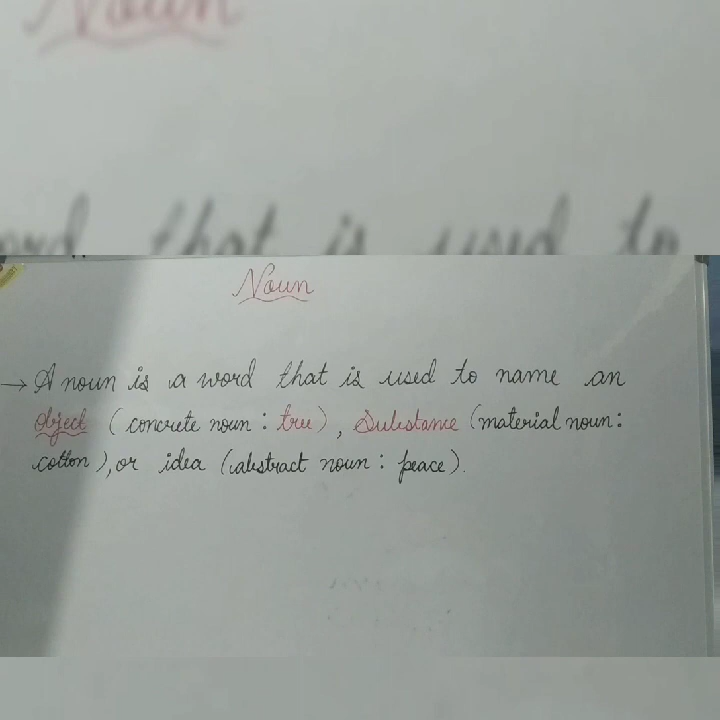 Noun
→ A noun is a word that is used to name an
object (concrete noun : tree), Substance (material noun :
cotton), or idea (abstract noun : peace).